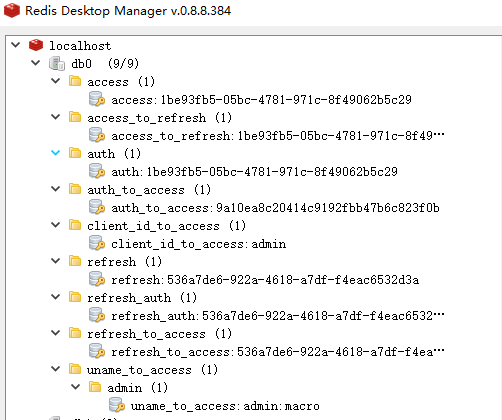 Redis Desktop Manager v.0.8.8.384
localhost
db0 (9/9)
access (1)
access:1be93fb5-05bc-4781-971c-8f49062b5c29
access_to_refresh (1)
access_to_refresh:1be93fb5-05bc-4781-971c-8f49···
auth (1)
auth:1be93fb5-05bc-4781-971c-8f49062b5c29
auth_to_access (1)
auth_to_access:9a10ea8c20414c9192fbb47b6c823f0b
client_id_to_access (1)
client_id_to_access:admin
refresh (1)
refresh:536a7de6-922a-4618-a7df-f4eac6532d3a
refresh_auth (1)
refresh_auth:536a7de6-922a-4618-a7df-f4eac6532···
refresh_to_access (1)
refresh_to_access:536a7de6-922a-4618-a7df-f4ea···
uname_to_access (1)
admin (1)
uname_to_access:admin:macro